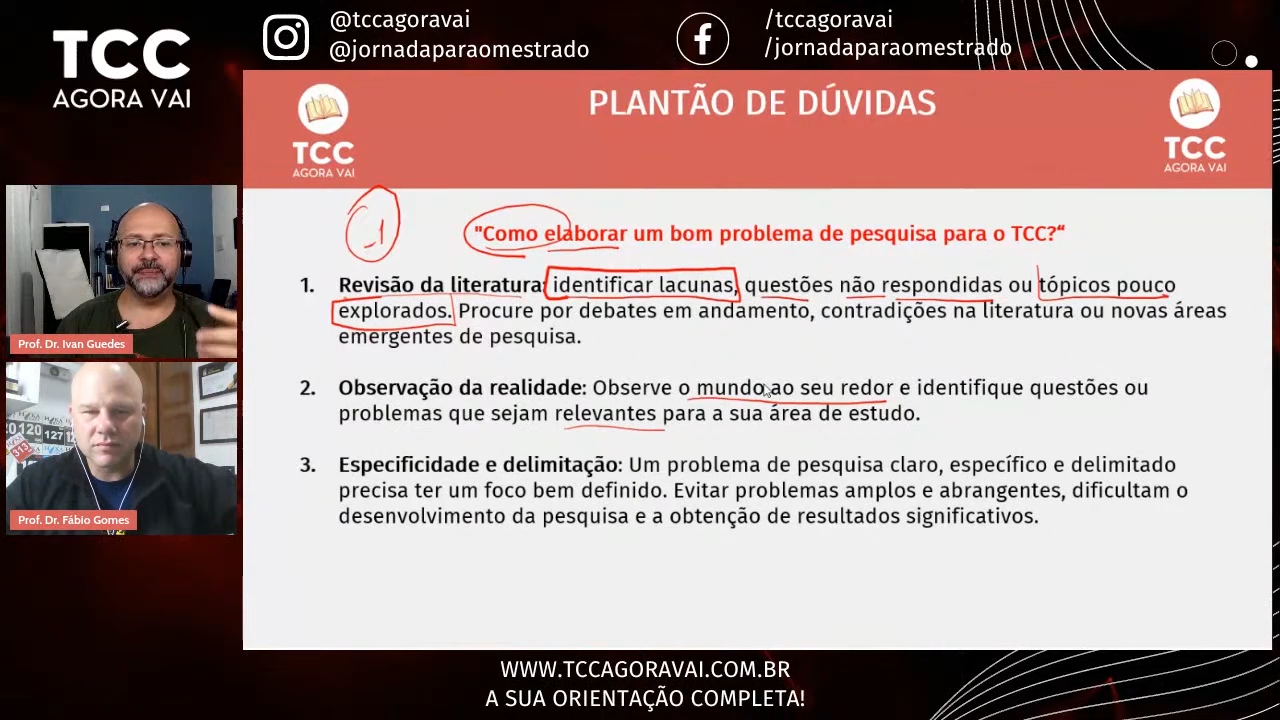 TCC
AGORA VAI
@tccagoravai
@jornadaparaomestrado
/tccagoravai
/jornadaparaomestrado
PLANTÃO DE DÚVIDAS
TCC
AGORA VAI
TCC
AGORA VAI
1
"Como elaborar um bom problema de pesquisa para o TCC?“
1. Revisão da literatura: identificar lacunas, questões não respondidas ou tópicos pouco
explorados. Procure por debates em andamento, contradições na literatura ou novas áreas
emergentes de pesquisa.
2. Observação da realidade: Observe o mundo ao seu redor e identifique questões ou
problemas que sejam relevantes para a sua área de estudo.
3. Especificidade e delimitação: Um problema de pesquisa claro, específico e delimitado
precisa ter um foco bem definido. Evitar problemas amplos e abrangentes, dificultam o
desenvolvimento da pesquisa e a obtenção de resultados significativos.
Prof. Dr. Ivan Guedes
120
127
313
Prof. Dr. Fábio Gomes
WWW.TCCAGORAVAI.COM.BR
A SUA ORIENTAÇÃO COMPLETA!